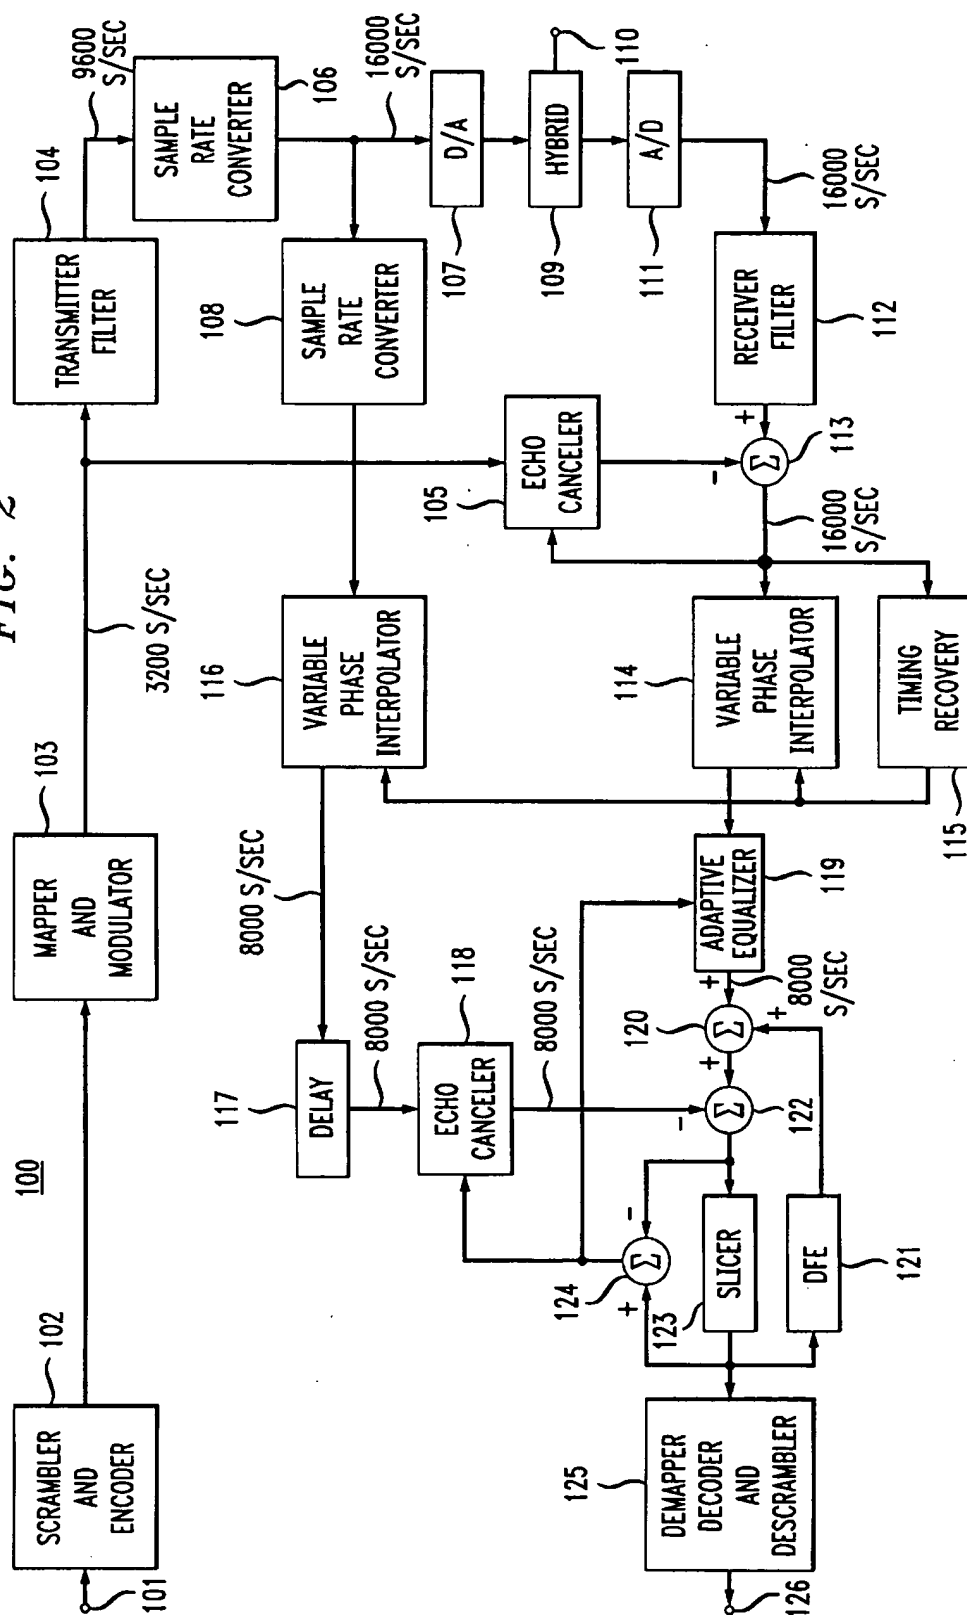 FIG. 2
100
101
SCRAMBLER
AND
ENCODER
102
MAPPER
AND
MODULATOR
103
3200 S/SEC
TRANSMITTER
FILTER
104
9600
S/SEC
SAMPLE
RATE
CONVERTER
106
16000
S/SEC
D/A
107
HYBRID
109
110
A/D
111
16000
S/SEC
SAMPLE
RATE
CONVERTER
108
RECEIVER
FILTER
112
ECHO
CANCELER
105
+
-
Σ
113
16000
S/SEC
VARIABLE
PHASE
INTERPOLATOR
116
VARIABLE
PHASE
INTERPOLATOR
114
TIMING
RECOVERY
115
8000 S/SEC
DELAY
117
8000 S/SEC
ECHO
CANCELER
118
8000 S/SEC
ADAPTIVE
EQUALIZER
119
8000
S/SEC
+
+
Σ
120
+
-
Σ
122
-
+
Σ
124
SLICER
123
DFE
121
DEMAPPER
DECODER
AND
DESCRAMBLER
125
126